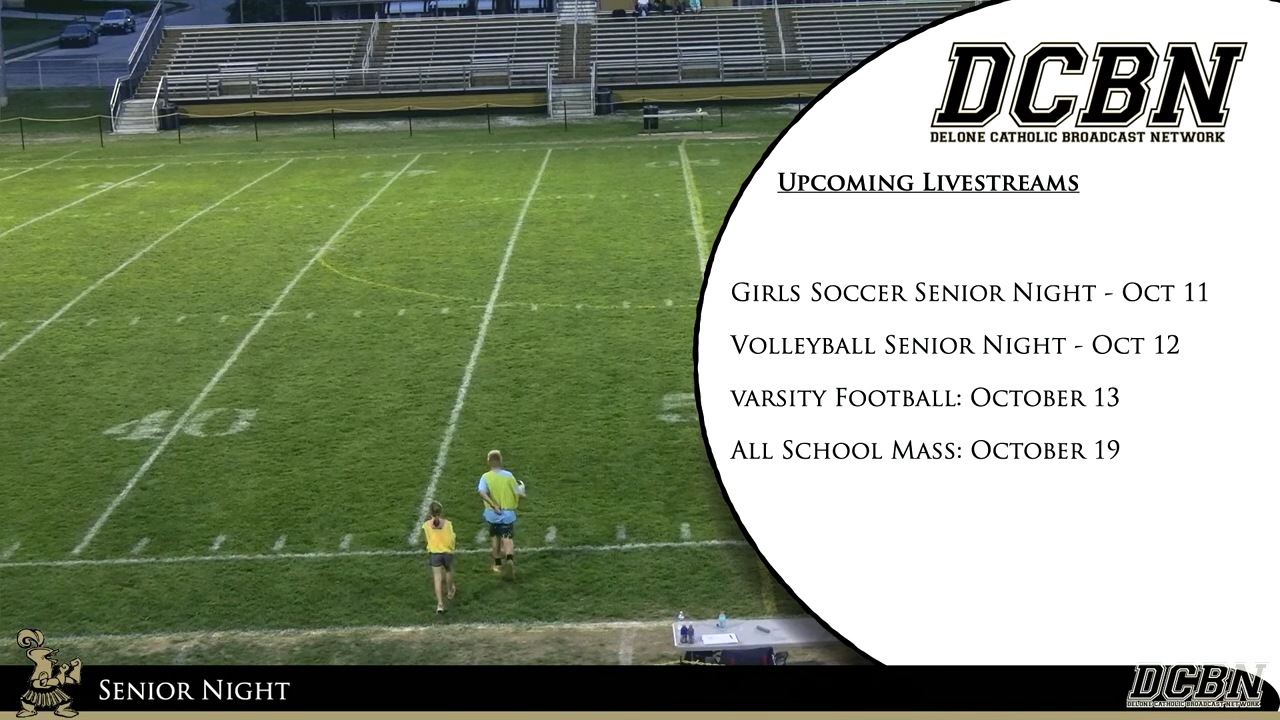 DCBN
DELONE CATHOLIC BROADCAST NETWORK
Upcoming Livestreams
Girls Soccer Senior Night - Oct 11
Volleyball Senior Night - Oct 12
varsity Football: October 13
All School Mass: October 19
40
Senior Night
DCBN
DELONE CATHOLIC BROADCAST NETWORK